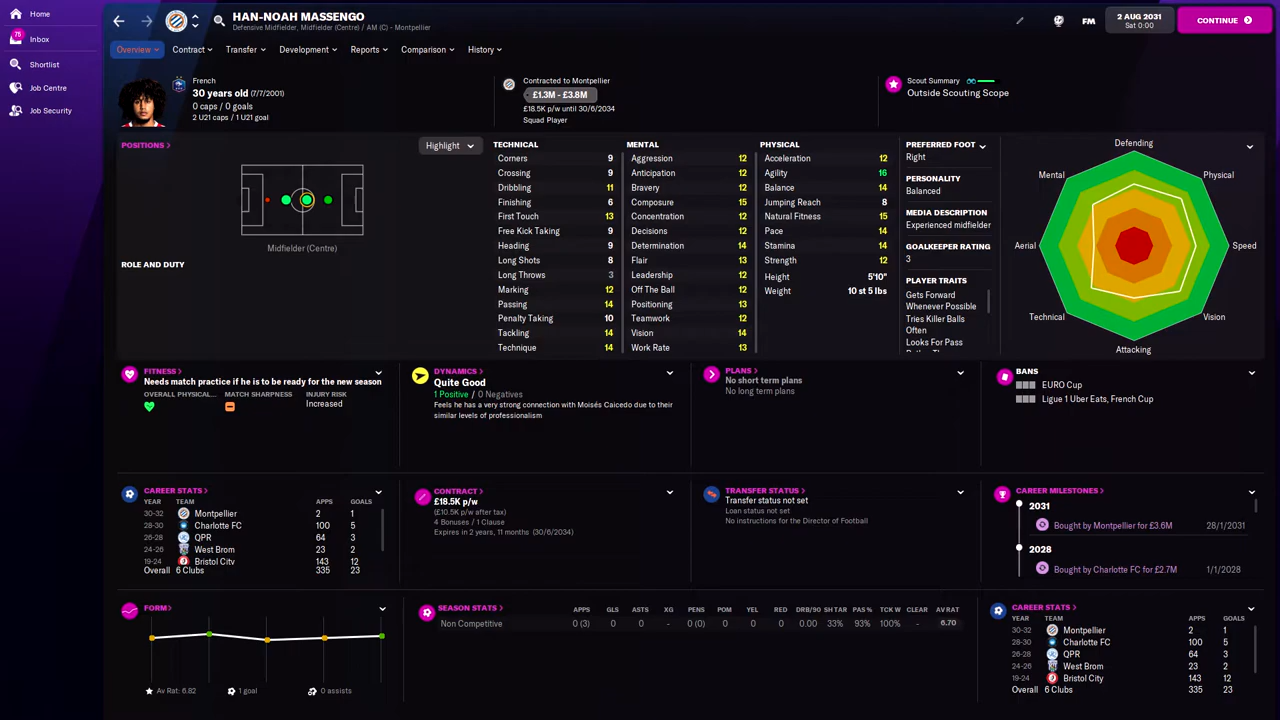 Home
75
Inbox
Shortlist
Job Centre
Job Security
HAN-NOAH MASSENGO
Defensive Midfielder, Midfielder (Centre) / AM (C) - Montpellier
FM
2 AUG 2031
Sat 0:00
CONTINUE
Overview
Contract
Transfer
Development
Reports
Comparison
History
French
30 years old (7/7/2001)
0 caps / 0 goals
2 U21 caps / 1 U21 goal
Contracted to Montpellier
£1.3M - £3.8M
£18.5K p/w until 30/6/2034
Squad Player
Scout Summary
Outside Scouting Scope
POSITIONS
Highlight
Midfielder (Centre)
ROLE AND DUTY
TECHNICAL
Corners 9
Crossing 9
Dribbling 11
Finishing 6
First Touch 13
Free Kick Taking 9
Heading 9
Long Shots 8
Long Throws 3
Marking 12
Passing 14
Penalty Taking 10
Tackling 14
Technique 14
MENTAL
Aggression 12
Anticipation 12
Bravery 12
Composure 15
Concentration 12
Decisions 12
Determination 14
Flair 13
Leadership 12
Off The Ball 12
Positioning 13
Teamwork 12
Vision 14
Work Rate 13
PHYSICAL
Acceleration 12
Agility 16
Balance 14
Jumping Reach 8
Natural Fitness 15
Pace 14
Stamina 14
Strength 12
Height 5'10"
Weight 10 st 5 lbs
PREFERRED FOOT
Right
PERSONALITY
Balanced
MEDIA DESCRIPTION
Experienced midfielder
GOALKEEPER RATING
3
PLAYER TRAITS
Gets Forward
Whenever Possible
Tries Killer Balls
Often
Looks For Pass
Defending
Physical
Speed
Vision
Attacking
Technical
Aerial
Mental
FITNESS
Needs match practice if he is to be ready for the new season
OVERALL PHYSICAL... MATCH SHARPNESS INJURY RISK
Increased
DYNAMICS
Quite Good
1 Positive / 0 Negatives
Feels he has a very strong connection with Moisés Caicedo due to their
similar levels of professionalism
PLANS
No short term plans
No long term plans
BANS
EURO Cup
Ligue 1 Uber Eats, French Cup
CAREER STATS
YEAR TEAM APPS GOALS
30-32 Montpellier 2 1
28-30 Charlotte FC 100 5
26-28 QPR 64 3
24-26 West Brom 23 2
19-24 Bristol City 143 12
Overall 6 Clubs 335 23
CONTRACT
£18.5K p/w
(£10.5K p/w after tax)
4 Bonuses / 1 Clause
Expires in 2 years, 11 months (30/6/2034)
TRANSFER STATUS
Transfer status not set
Loan status not set
No instructions for the Director of Football
CAREER MILESTONES
2031
Bought by Montpellier for £3.6M 28/1/2031
2028
Bought by Charlotte FC for £2.7M 1/1/2028
FORM
Av Rat: 6.82 1 goal 0 assists
SEASON STATS APPS GLS ASTS XG PENS POM YEL RED DRB/90 SH TAR PAS % TCK W CLEAR AV RAT
Non Competitive 0 (3) 0 0 - 0 (0) 0 0 0 0.00 33% 93% 100% - 6.70
CAREER STATS
YEAR TEAM APPS GOALS
30-32 Montpellier 2 1
28-30 Charlotte FC 100 5
26-28 QPR 64 3
24-26 West Brom 23 2
19-24 Bristol City 143 12
Overall 6 Clubs 335 23